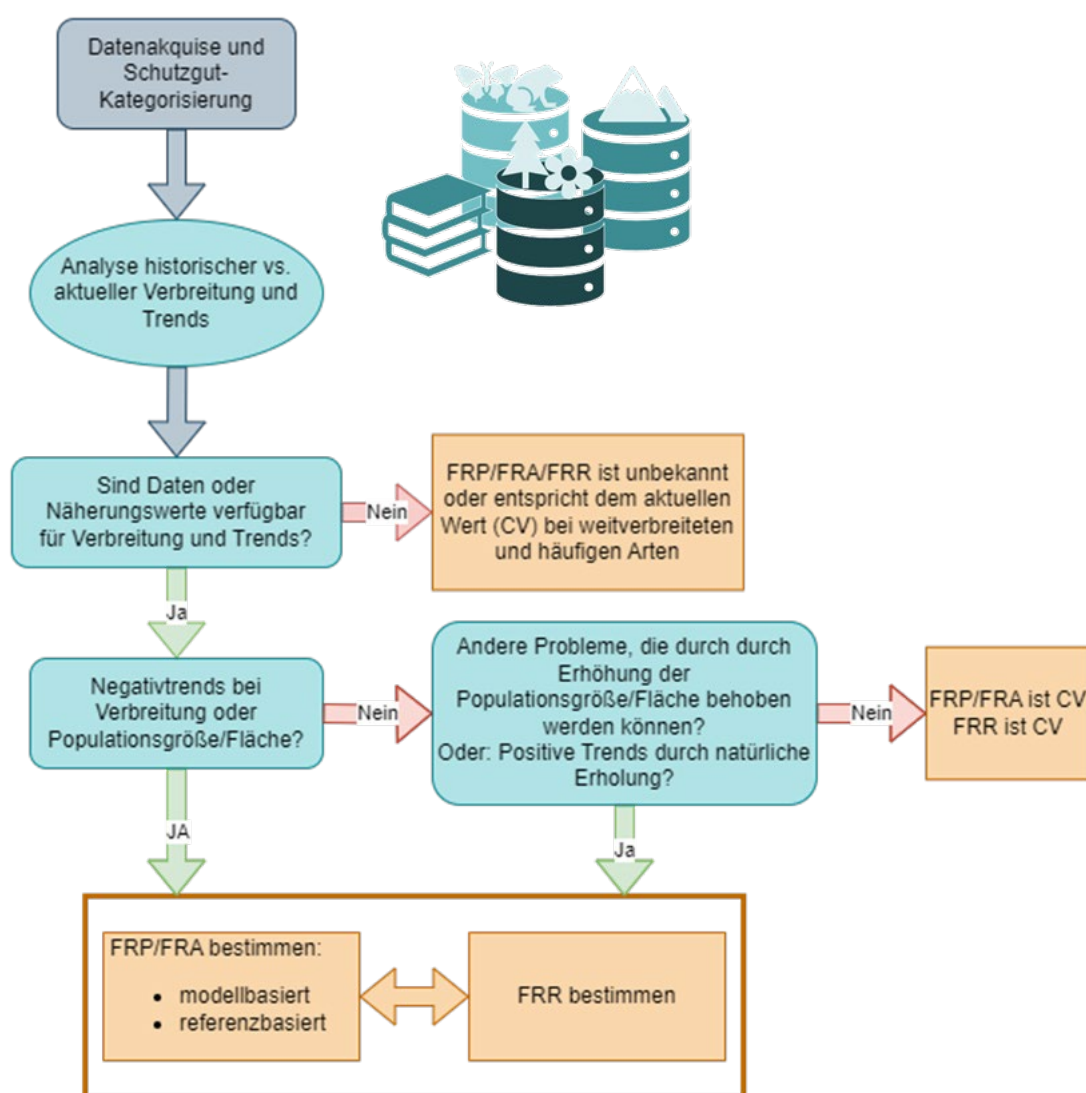 Datenakquise und
Schutzgut-
Kategorisierung
Analyse historischer vs.
aktueller Verbreitung und
Trends
Sind Daten oder
Näherungswerte verfügbar
für Verbreitung und Trends?
Nein
FRP/FRA/FRR ist unbekannt
oder entspricht dem aktuellen
Wert (CV) bei weitverbreiteten
und häufigen Arten
Ja
Negativtrends bei
Verbreitung oder
Populationsgröße/Fläche?
Nein
Andere Probleme, die durch durch
Erhöhung der
Populationsgröße/Fläche behoben
werden können?
Oder: Positive Trends durch natürliche
Erholung?
Nein
FRP/FRA ist CV
FRR ist CV
JA
Ja
FRP/FRA bestimmen:
• modellbasiert
• referenzbasiert
FRR bestimmen